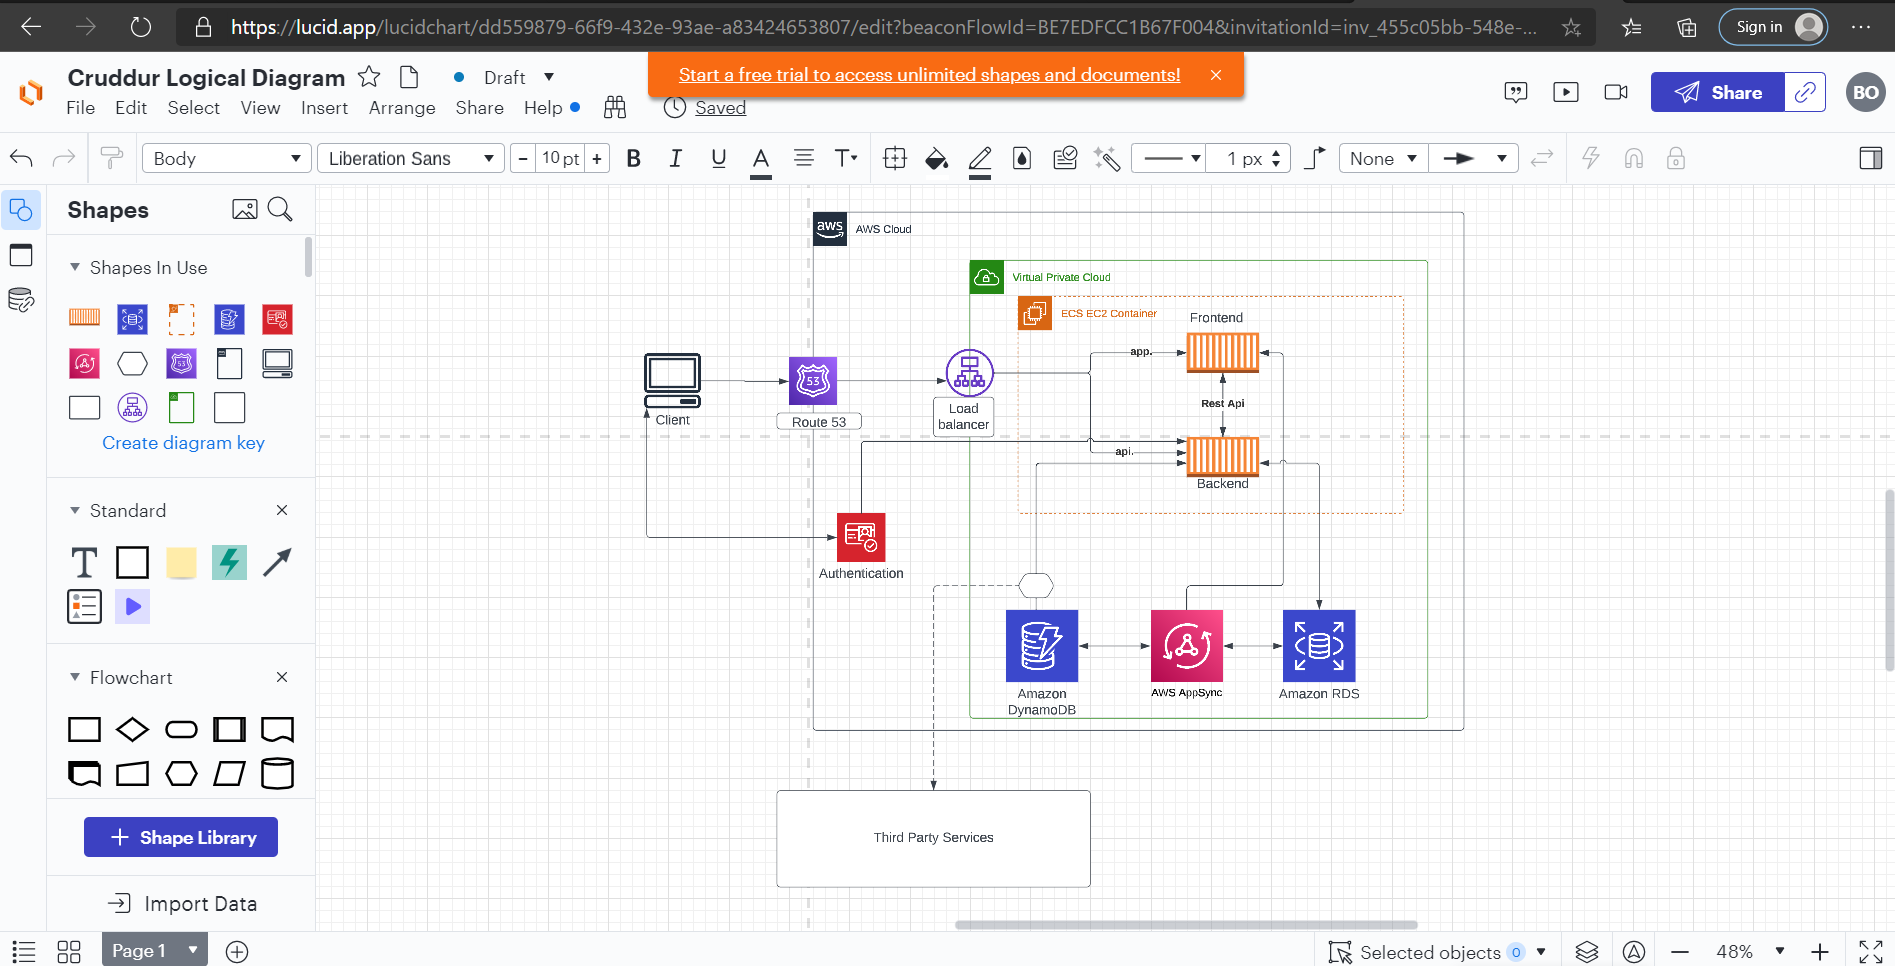 https://lucid.app/lucidchart/dd559879-66f9-432e-93ae-a83424653807/edit?beaconFlowId=BE7EDFCC1B67F004&invitationId=inv_455c05bb-548e-...
Sign in
Cruddur Logical Diagram
Draft
Start a free trial to access unlimited shapes and documents!
File Edit Select View Insert Arrange Share Help
Saved
Share
BO
Body
Liberation Sans
- 10 pt +
B I U A T
1 px
None
Shapes
Shapes In Use
53
Create diagram key
Standard
T
Flowchart
+ Shape Library
Import Data
aws
AWS Cloud
Virtual Private Cloud
ECS EC2 Container
Frontend
app.
Rest Api
53
Client
Route 53
Load
balancer
api.
Backend
Authentication
Amazon
DynamoDB
AWS AppSync
Amazon RDS
Third Party Services
Page 1
Selected objects 0
48%